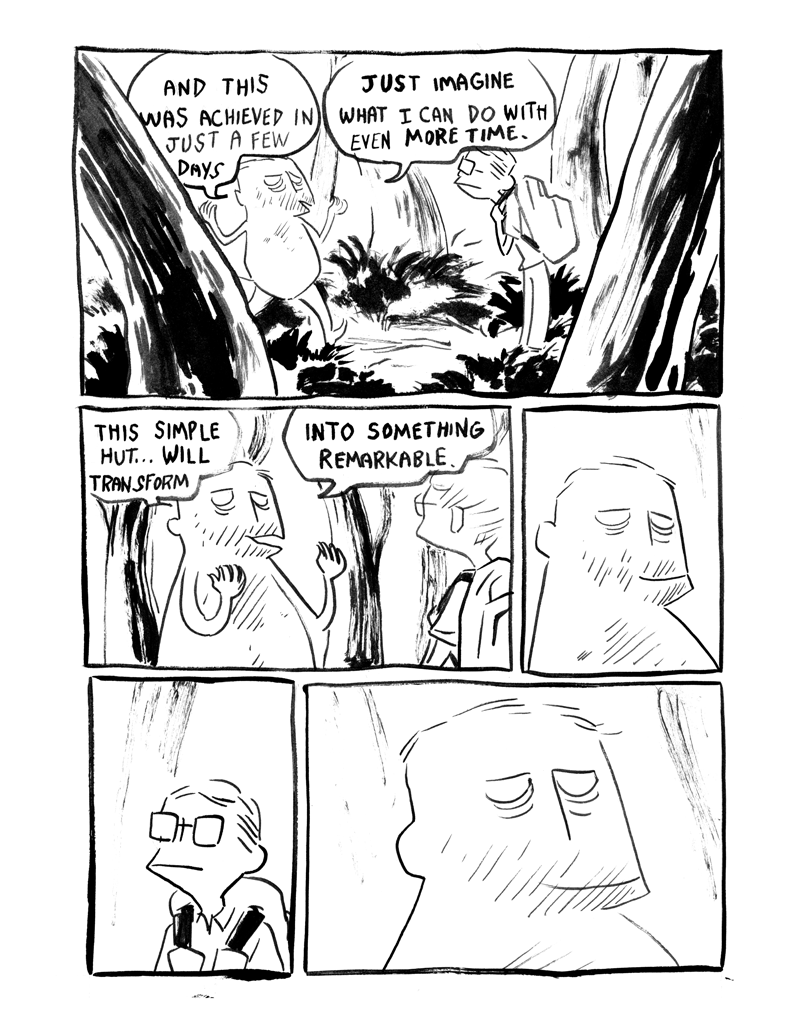 AND THIS
WAS ACHIEVED IN
JUST A FEW
DAYS
JUST IMAGINE
WHAT I CAN DO WITH
EVEN MORE TIME.
THIS SIMPLE
HUT... WILL
TRANSFORM
INTO SOMETHING
REMARKABLE.